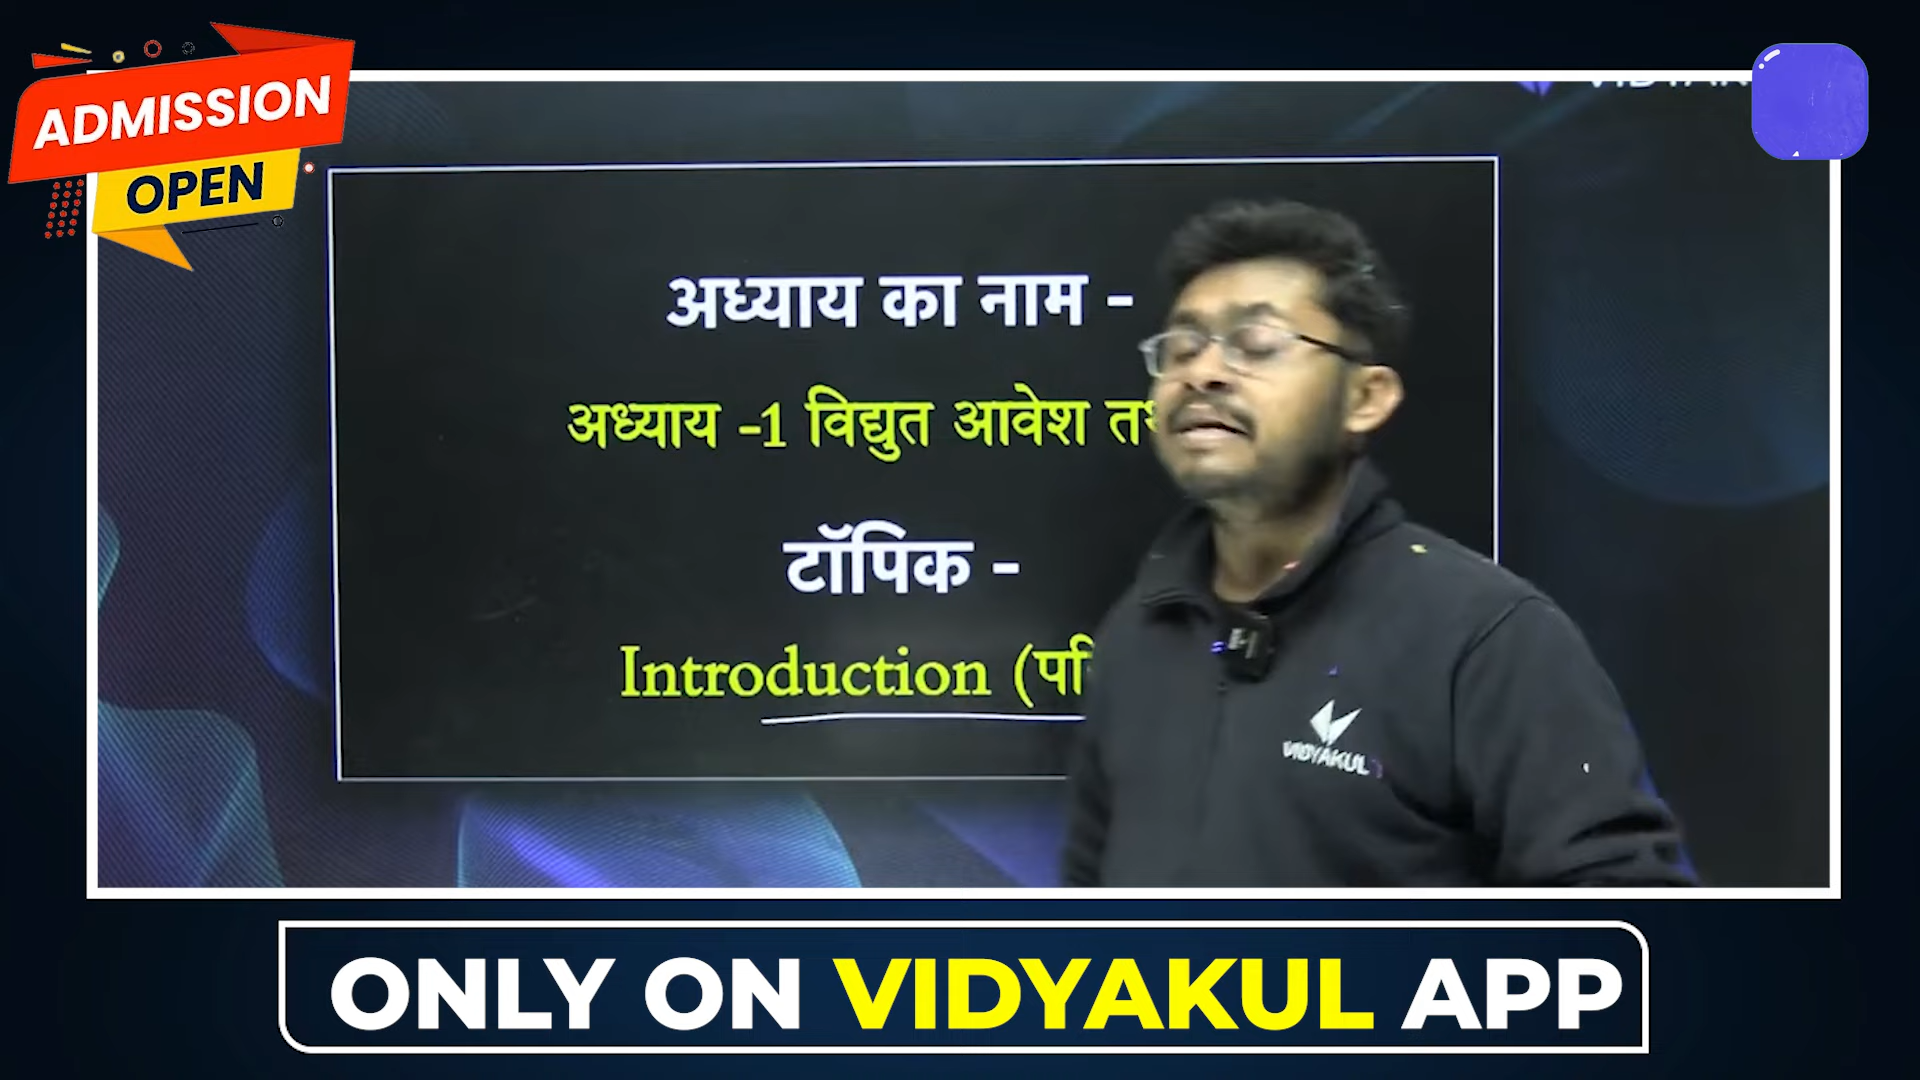 ADMISSION
OPEN
अध्याय का नाम -
अध्याय -1 विद्युत आवेश
टॉपिक -
Introduction
VIDYAKUL
ONLY ON VIDYAKUL APP